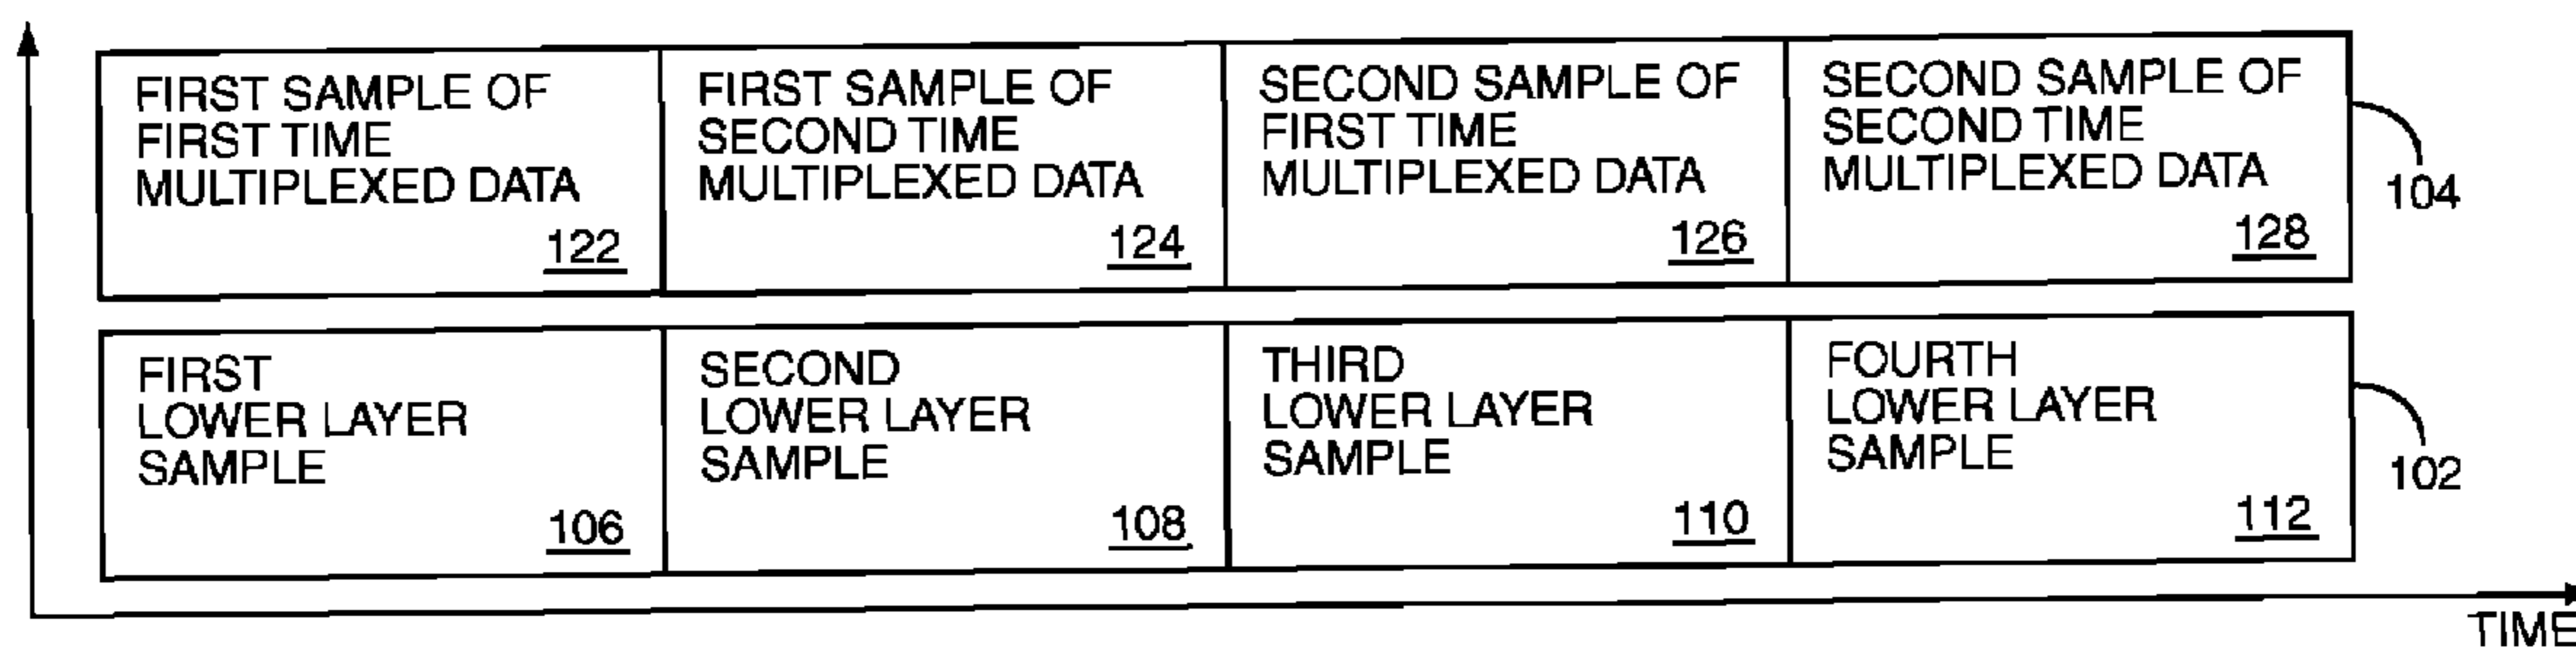 FIRST SAMPLE OF
FIRST TIME
MULTIPLEXED DATA
122
FIRST SAMPLE OF
SECOND TIME
MULTIPLEXED DATA
124
SECOND SAMPLE OF
FIRST TIME
MULTIPLEXED DATA
126
SECOND SAMPLE OF
SECOND TIME
MULTIPLEXED DATA
128
104
FIRST
LOWER LAYER
SAMPLE
106
SECOND
LOWER LAYER
SAMPLE
108
THIRD
LOWER LAYER
SAMPLE
110
FOURTH
LOWER LAYER
SAMPLE
112
102
TIME